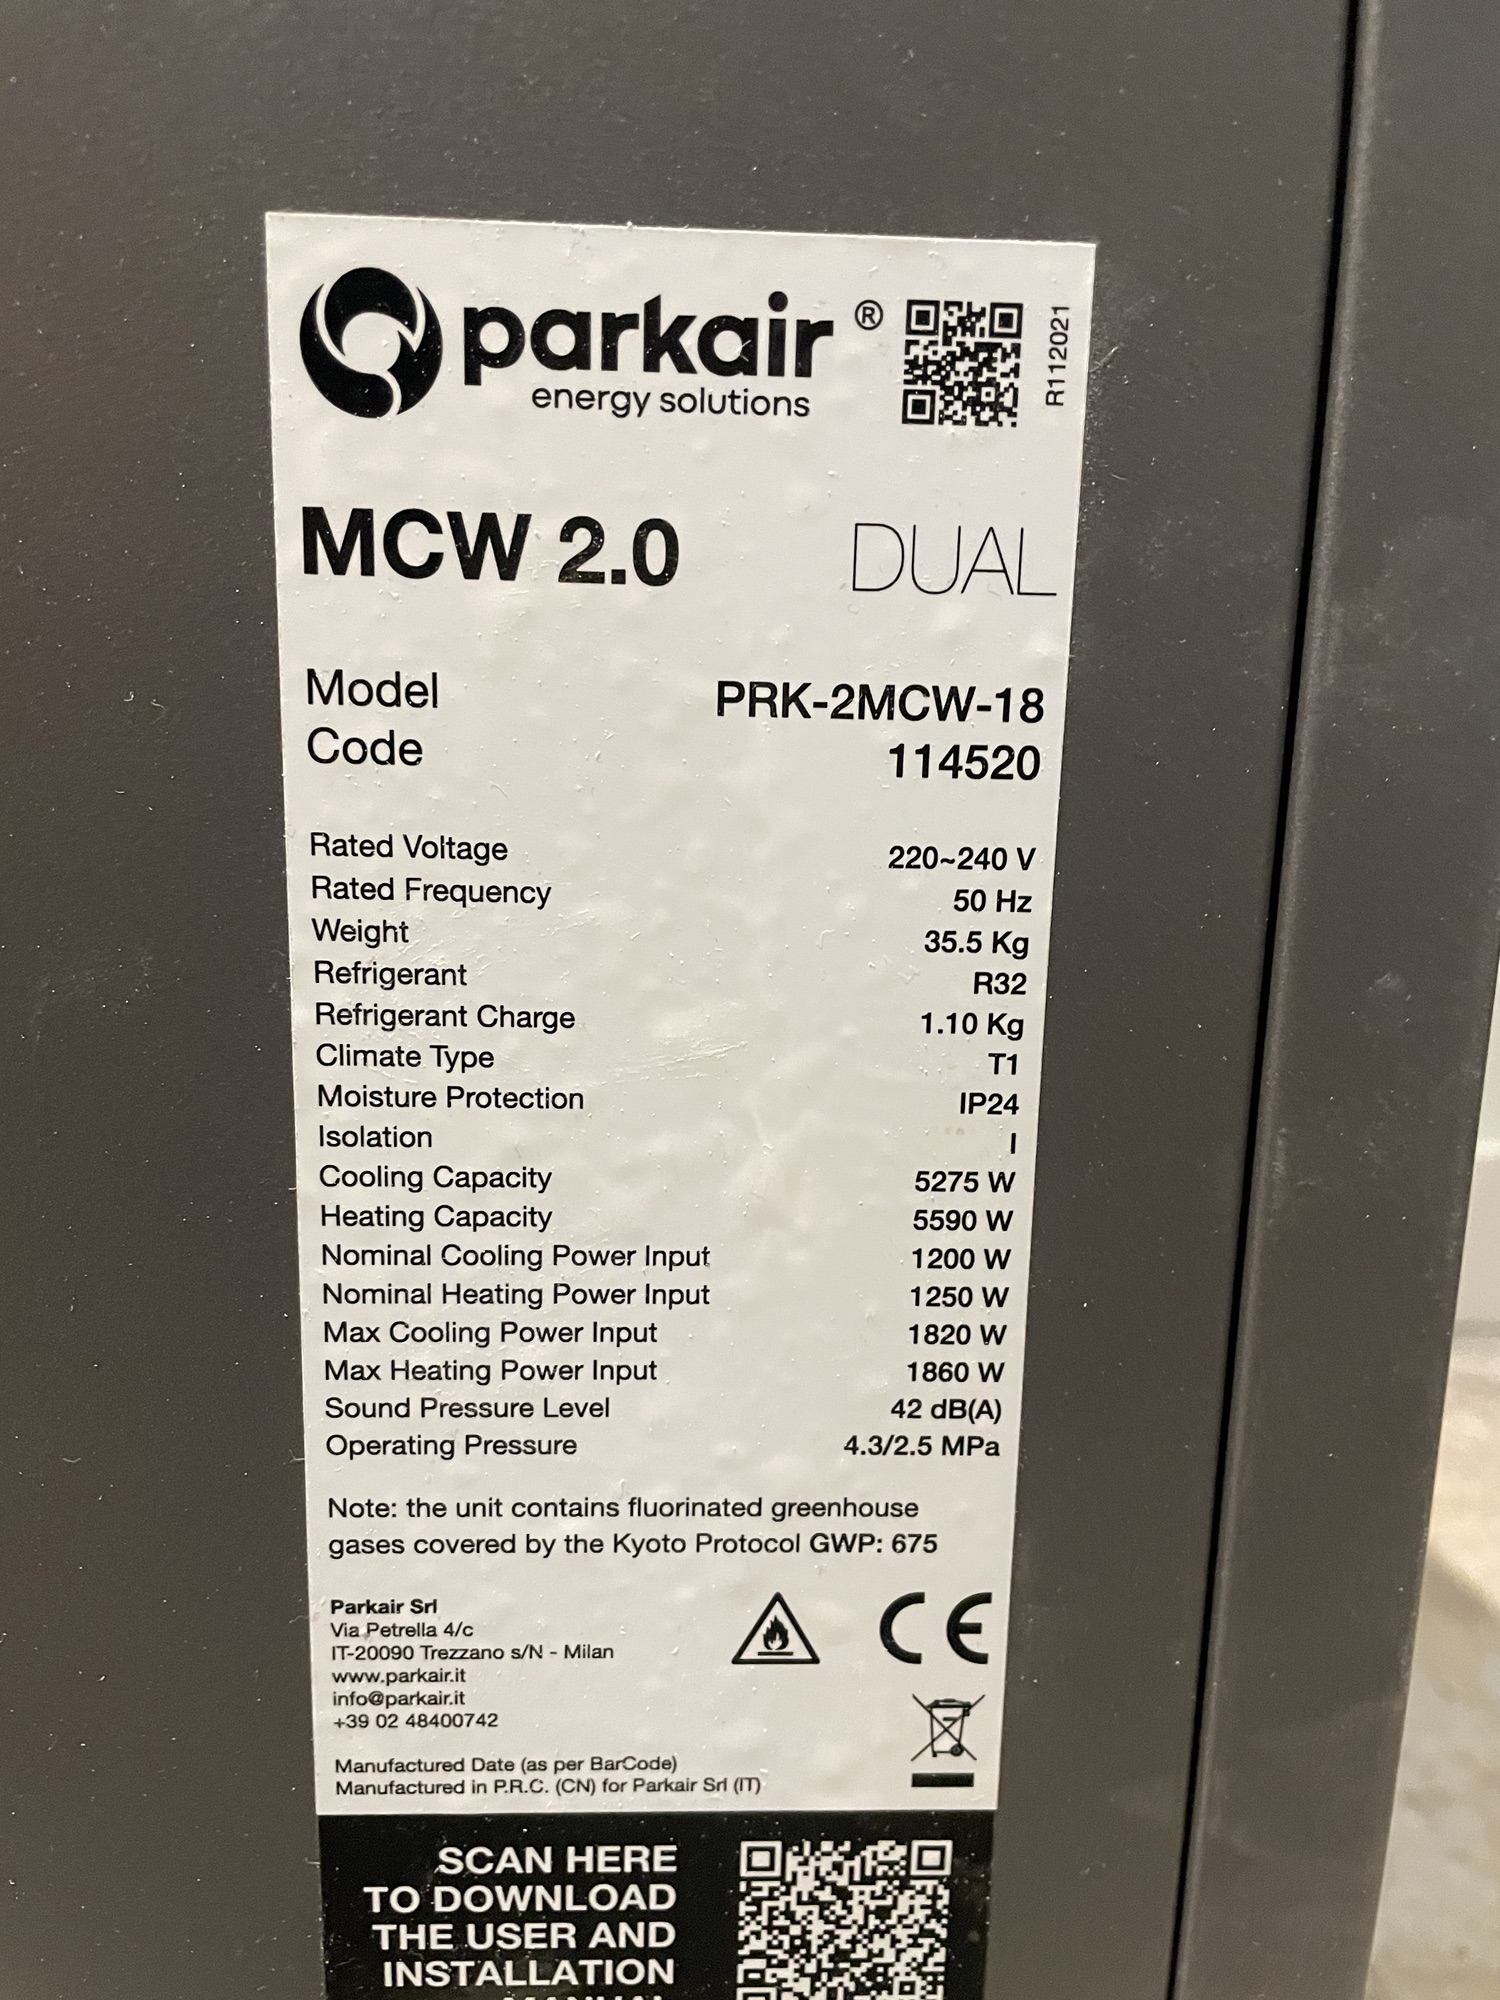 parkair ®
energy solutions
R112021
MCW 2.0 DUAL
Model PRK-2MCW-18
Code 114520
Rated Voltage 220~240 V
Rated Frequency 50 Hz
Weight 35.5 Kg
Refrigerant R32
Refrigerant Charge 1.10 Kg
Climate Type T1
Moisture Protection IP24
Isolation I
Cooling Capacity 5275 W
Heating Capacity 5590 W
Nominal Cooling Power Input 1200 W
Nominal Heating Power Input 1250 W
Max Cooling Power Input 1820 W
Max Heating Power Input 1860 W
Sound Pressure Level 42 dB(A)
Operating Pressure 4.3/2.5 MPa
Note: the unit contains fluorinated greenhouse
gases covered by the Kyoto Protocol GWP: 675
Parkair Srl
Via Petrella 4/c
IT-20090 Trezzano s/N - Milan
www.parkair.it
info@parkair.it
+39 02 48400742
CE
Manufactured Date (as per BarCode)
Manufactured in P.R.C. (CN) for Parkair Srl (IT)
SCAN HERE
TO DOWNLOAD
THE USER AND
INSTALLATION